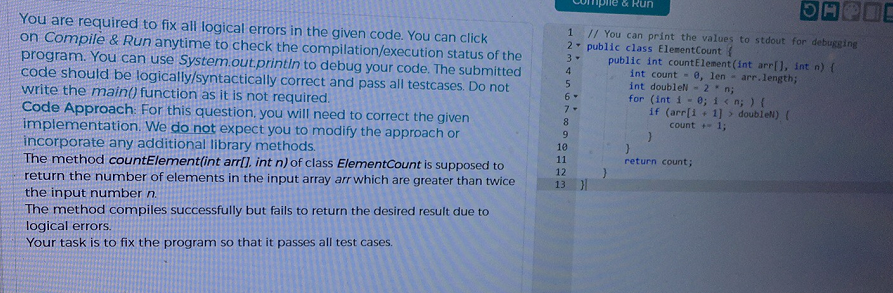 Compile & Run
You are required to fix all logical errors in the given code. You can click
on Compile & Run anytime to check the compilation/execution status of the
program. You can use System.out.println to debug your code. The submitted
code should be logically/syntactically correct and pass all testcases. Do not
write the main() function as it is not required.
Code Approach: For this question, you will need to correct the given
implementation. We do not expect you to modify the approach or
incorporate any additional library methods.
The method countElement(int arr[], int n) of class ElementCount is supposed to
return the number of elements in the input array arr which are greater than twice
the input number n.
The method compiles successfully but fails to return the desired result due to
logical errors.
Your task is to fix the program so that it passes all test cases.
1 // You can print the values to stdout for debugging
2 public class ElementCount {
3 public int countElement(int arr[], int n) {
4 int count = 0, len = arr.length;
5 int doubleN = 2 * n;
6 for (int i = 0; i < n; ) {
7 if (arr[i + 1] > doubleN) {
8 count += 1;
9 }
10 }
11 return count;
12 }
13 }